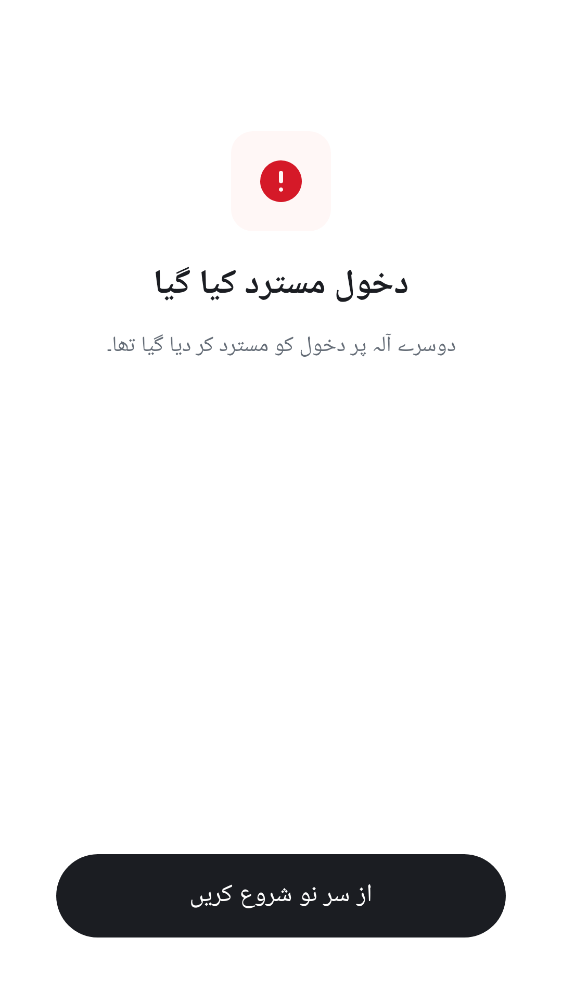 دخول مسترد کیا گیا
دوسرے آلہ پر دخول کو مسترد کر دیا گیا تھا۔
از سر نو شروع کریں